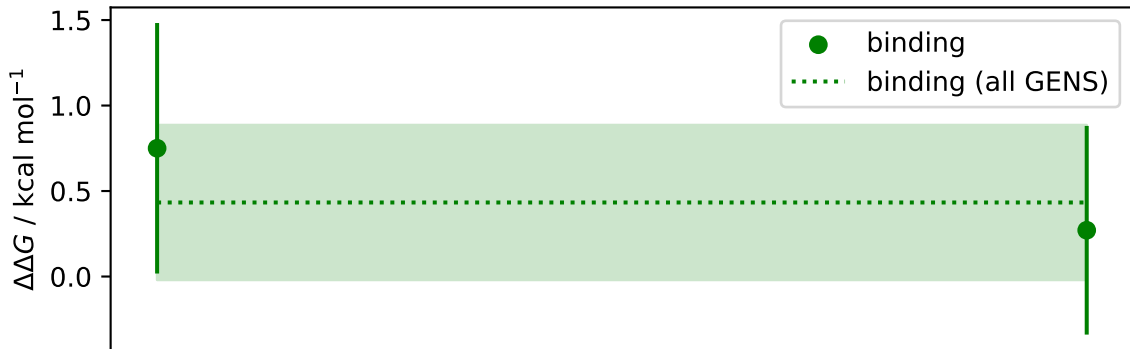 1.5
1.0
0.5
0.0
ΔΔG / kcal mol⁻¹
binding
binding (all GENS)